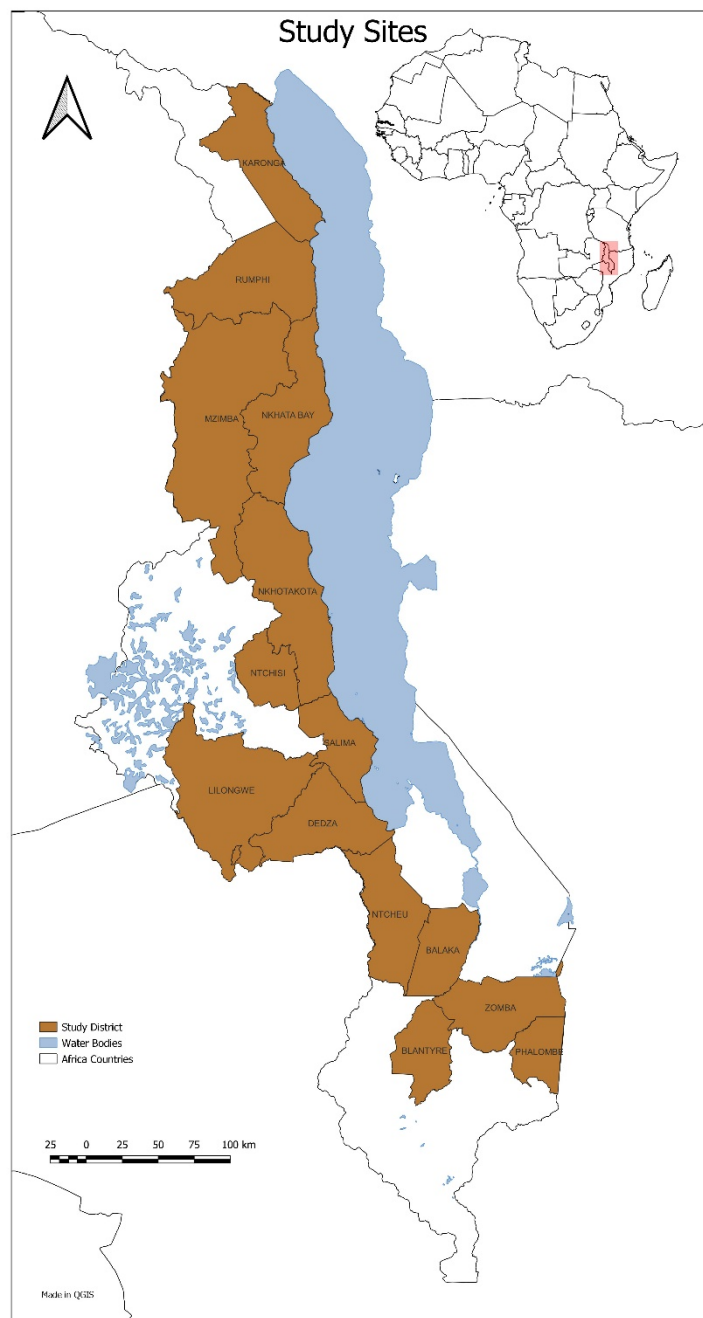 Study Sites
KARONGA
RUMPHI
MZIMBA
NKHATA BAY
NKHOTAKOTA
NTCHISI
SALIMA
LILONGWE
DEDZA
NTCHEU
BALAKA
ZOMBA
BLANTYRE
PHALOMBE
Study District
Water Bodies
Africa Countries
25 0 25 50 75 100 km
Made in QGIS